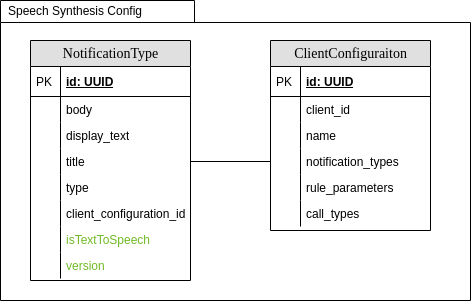 Speech Synthesis Config
NotificationType
PK id: UUID
body
display_text
title
type
client_configuration_id
isTextToSpeech
version
ClientConfiguraiton
PK id: UUID
client_id
name
notification_types
rule_parameters
call_types